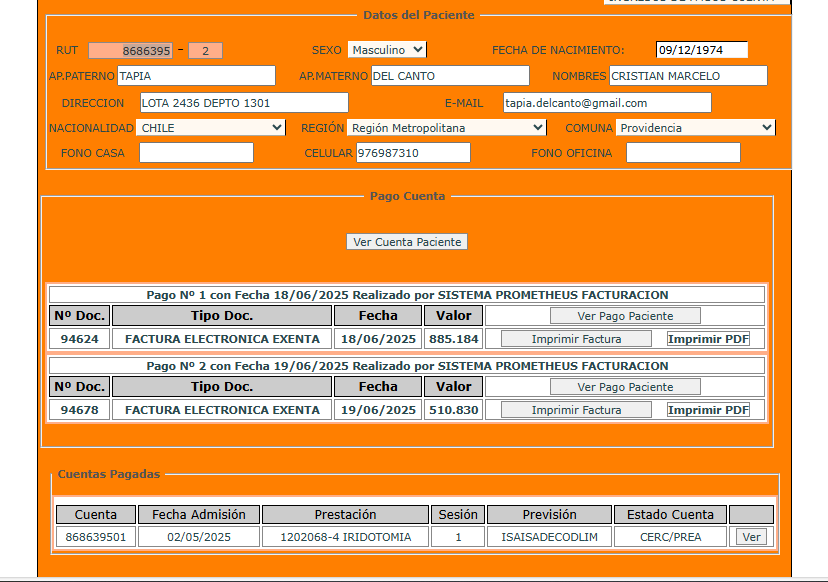 Datos del Paciente
RUT 8686395 - 2 SEXO Masculino FECHA DE NACIMIENTO: 09/12/1974
AP.PATERNO TAPIA AP.MATERNO DEL CANTO NOMBRES CRISTIAN MARCELO
DIRECCION LOTA 2436 DEPTO 1301 E-MAIL tapia.delcanto@gmail.com
NACIONALIDAD CHILE REGIÓN Región Metropolitana COMUNA Providencia
FONO CASA CELULAR 976987310 FONO OFICINA
Pago Cuenta
Ver Cuenta Paciente
Pago Nº 1 con Fecha 18/06/2025 Realizado por SISTEMA PROMETHEUS FACTURACION
Nº Doc. Tipo Doc. Fecha Valor Ver Pago Paciente
94624 FACTURA ELECTRONICA EXENTA 18/06/2025 885.184 Imprimir Factura Imprimir PDF
Pago Nº 2 con Fecha 19/06/2025 Realizado por SISTEMA PROMETHEUS FACTURACION
Nº Doc. Tipo Doc. Fecha Valor Ver Pago Paciente
94678 FACTURA ELECTRONICA EXENTA 19/06/2025 510.830 Imprimir Factura Imprimir PDF
Cuentas Pagadas
Cuenta Fecha Admisión Prestación Sesión Previsión Estado Cuenta
868639501 02/05/2025 1202068-4 IRIDOTOMIA 1 ISAISADECODLIM CERC/PREA Ver